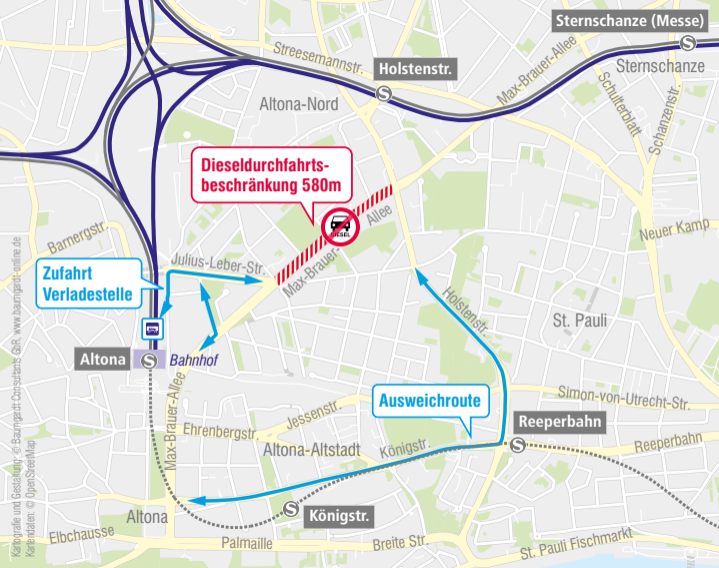 Sternschanze (Messe)
S
Sternschanze
Streesemannstr.
Holstenstr.
S
Max-Brauer-Allee
Schulterblatt
Schanzenstr.
Altona-Nord
Dieseldurchfahrts-
beschränkung 580m
DIESEL
Max-Brauer-
Allee
Neuer Kamp
Barnergstr.
Julius-Leber-Str.
Zufahrt
Verladestelle
Holstenstr.
St. Pauli
Altona
S
Bahnhof
Max-Brauer-Allee
Ausweichroute
Simon-von-Utrecht-Str.
Jessenstr.
Ehrenbergstr.
Reeperbahn
S
Reeperbahn
Altona-Altstadt
Königstr.
S
Königstr.
Altona
Elbchausse
Palmaille
Breite Str.
St. Pauli Fischmarkt
Kartografie und Gestaltung: © Baumgardt Consultants GbR, www.baumgardt-online.de
Kartendaten: © OpenStreetMap